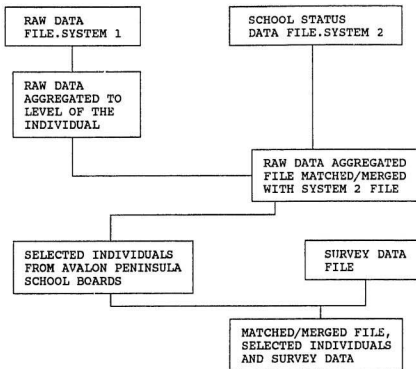 RAW DATA
FILE.SYSTEM 1
SCHOOL STATUS
DATA FILE.SYSTEM 2
RAW DATA
AGGREGATED TO
LEVEL OF THE
INDIVIDUAL
RAW DATA AGGREGATED
FILE MATCHED/MERGED
WITH SYSTEM 2 FILE
SELECTED INDIVIDUALS
FROM AVALON PENINSULA
SCHOOL BOARDS
SURVEY DATA
FILE
MATCHED/MERGED FILE,
SELECTED INDIVIDUALS
AND SURVEY DATA